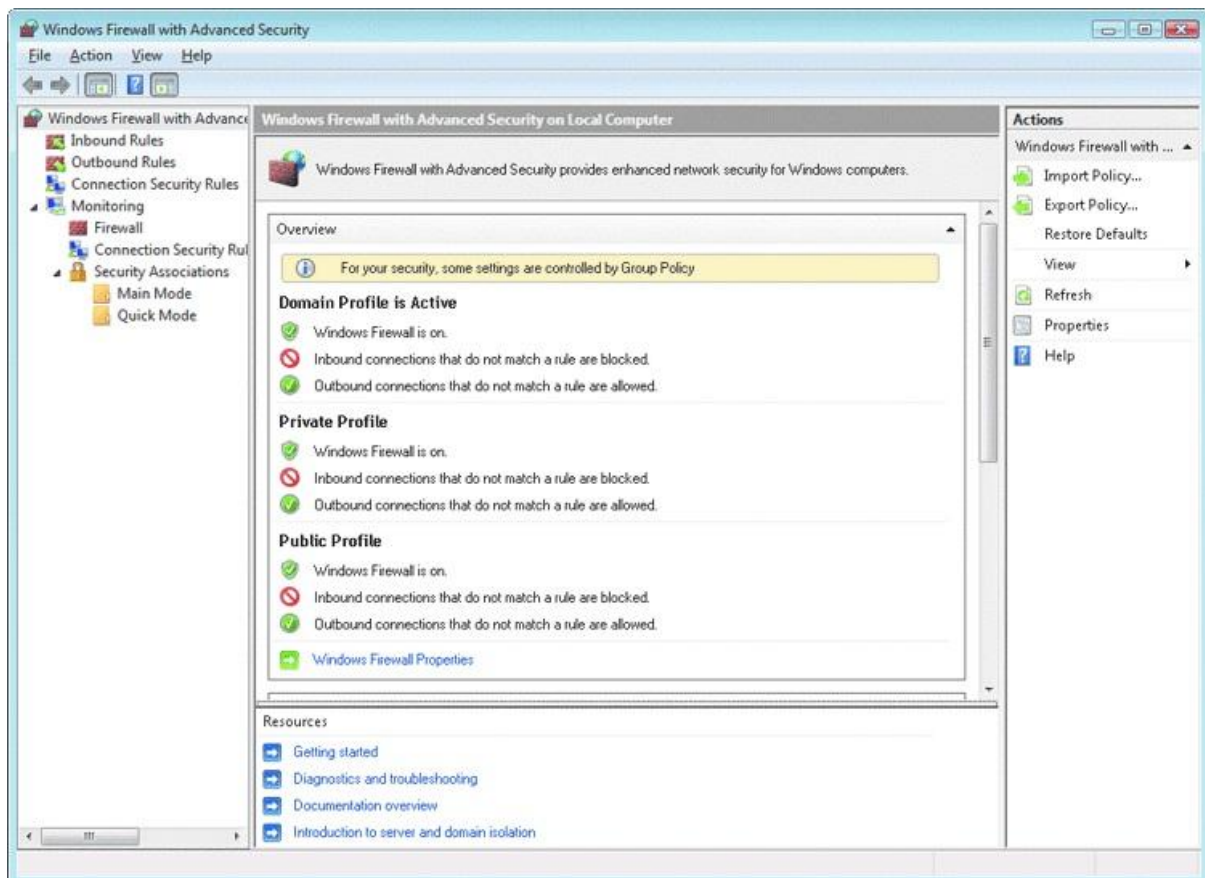 Windows Firewall with Advanced Security
File Action View Help
Windows Firewall with Advance
Inbound Rules
Outbound Rules
Connection Security Rules
Monitoring
Firewall
Connection Security Rul
Security Associations
Main Mode
Quick Mode
Windows Firewall with Advanced Security on Local Computer
Windows Firewall with Advanced Security provides enhanced network security for Windows computers.
Overview
For your security, some settings are controlled by Group Policy
Domain Profile is Active
Windows Firewall is on.
Inbound connections that do not match a rule are blocked.
Outbound connections that do not match a rule are allowed.
Private Profile
Windows Firewall is on.
Inbound connections that do not match a rule are blocked.
Outbound connections that do not match a rule are allowed.
Public Profile
Windows Firewall is on.
Inbound connections that do not match a rule are blocked.
Outbound connections that do not match a rule are allowed.
Windows Firewall Properties
Resources
Getting started
Diagnostics and troubleshooting
Documentation overview
Introduction to server and domain isolation
Actions
Windows Firewall with ...
Import Policy...
Export Policy...
Restore Defaults
View
Refresh
Properties
Help